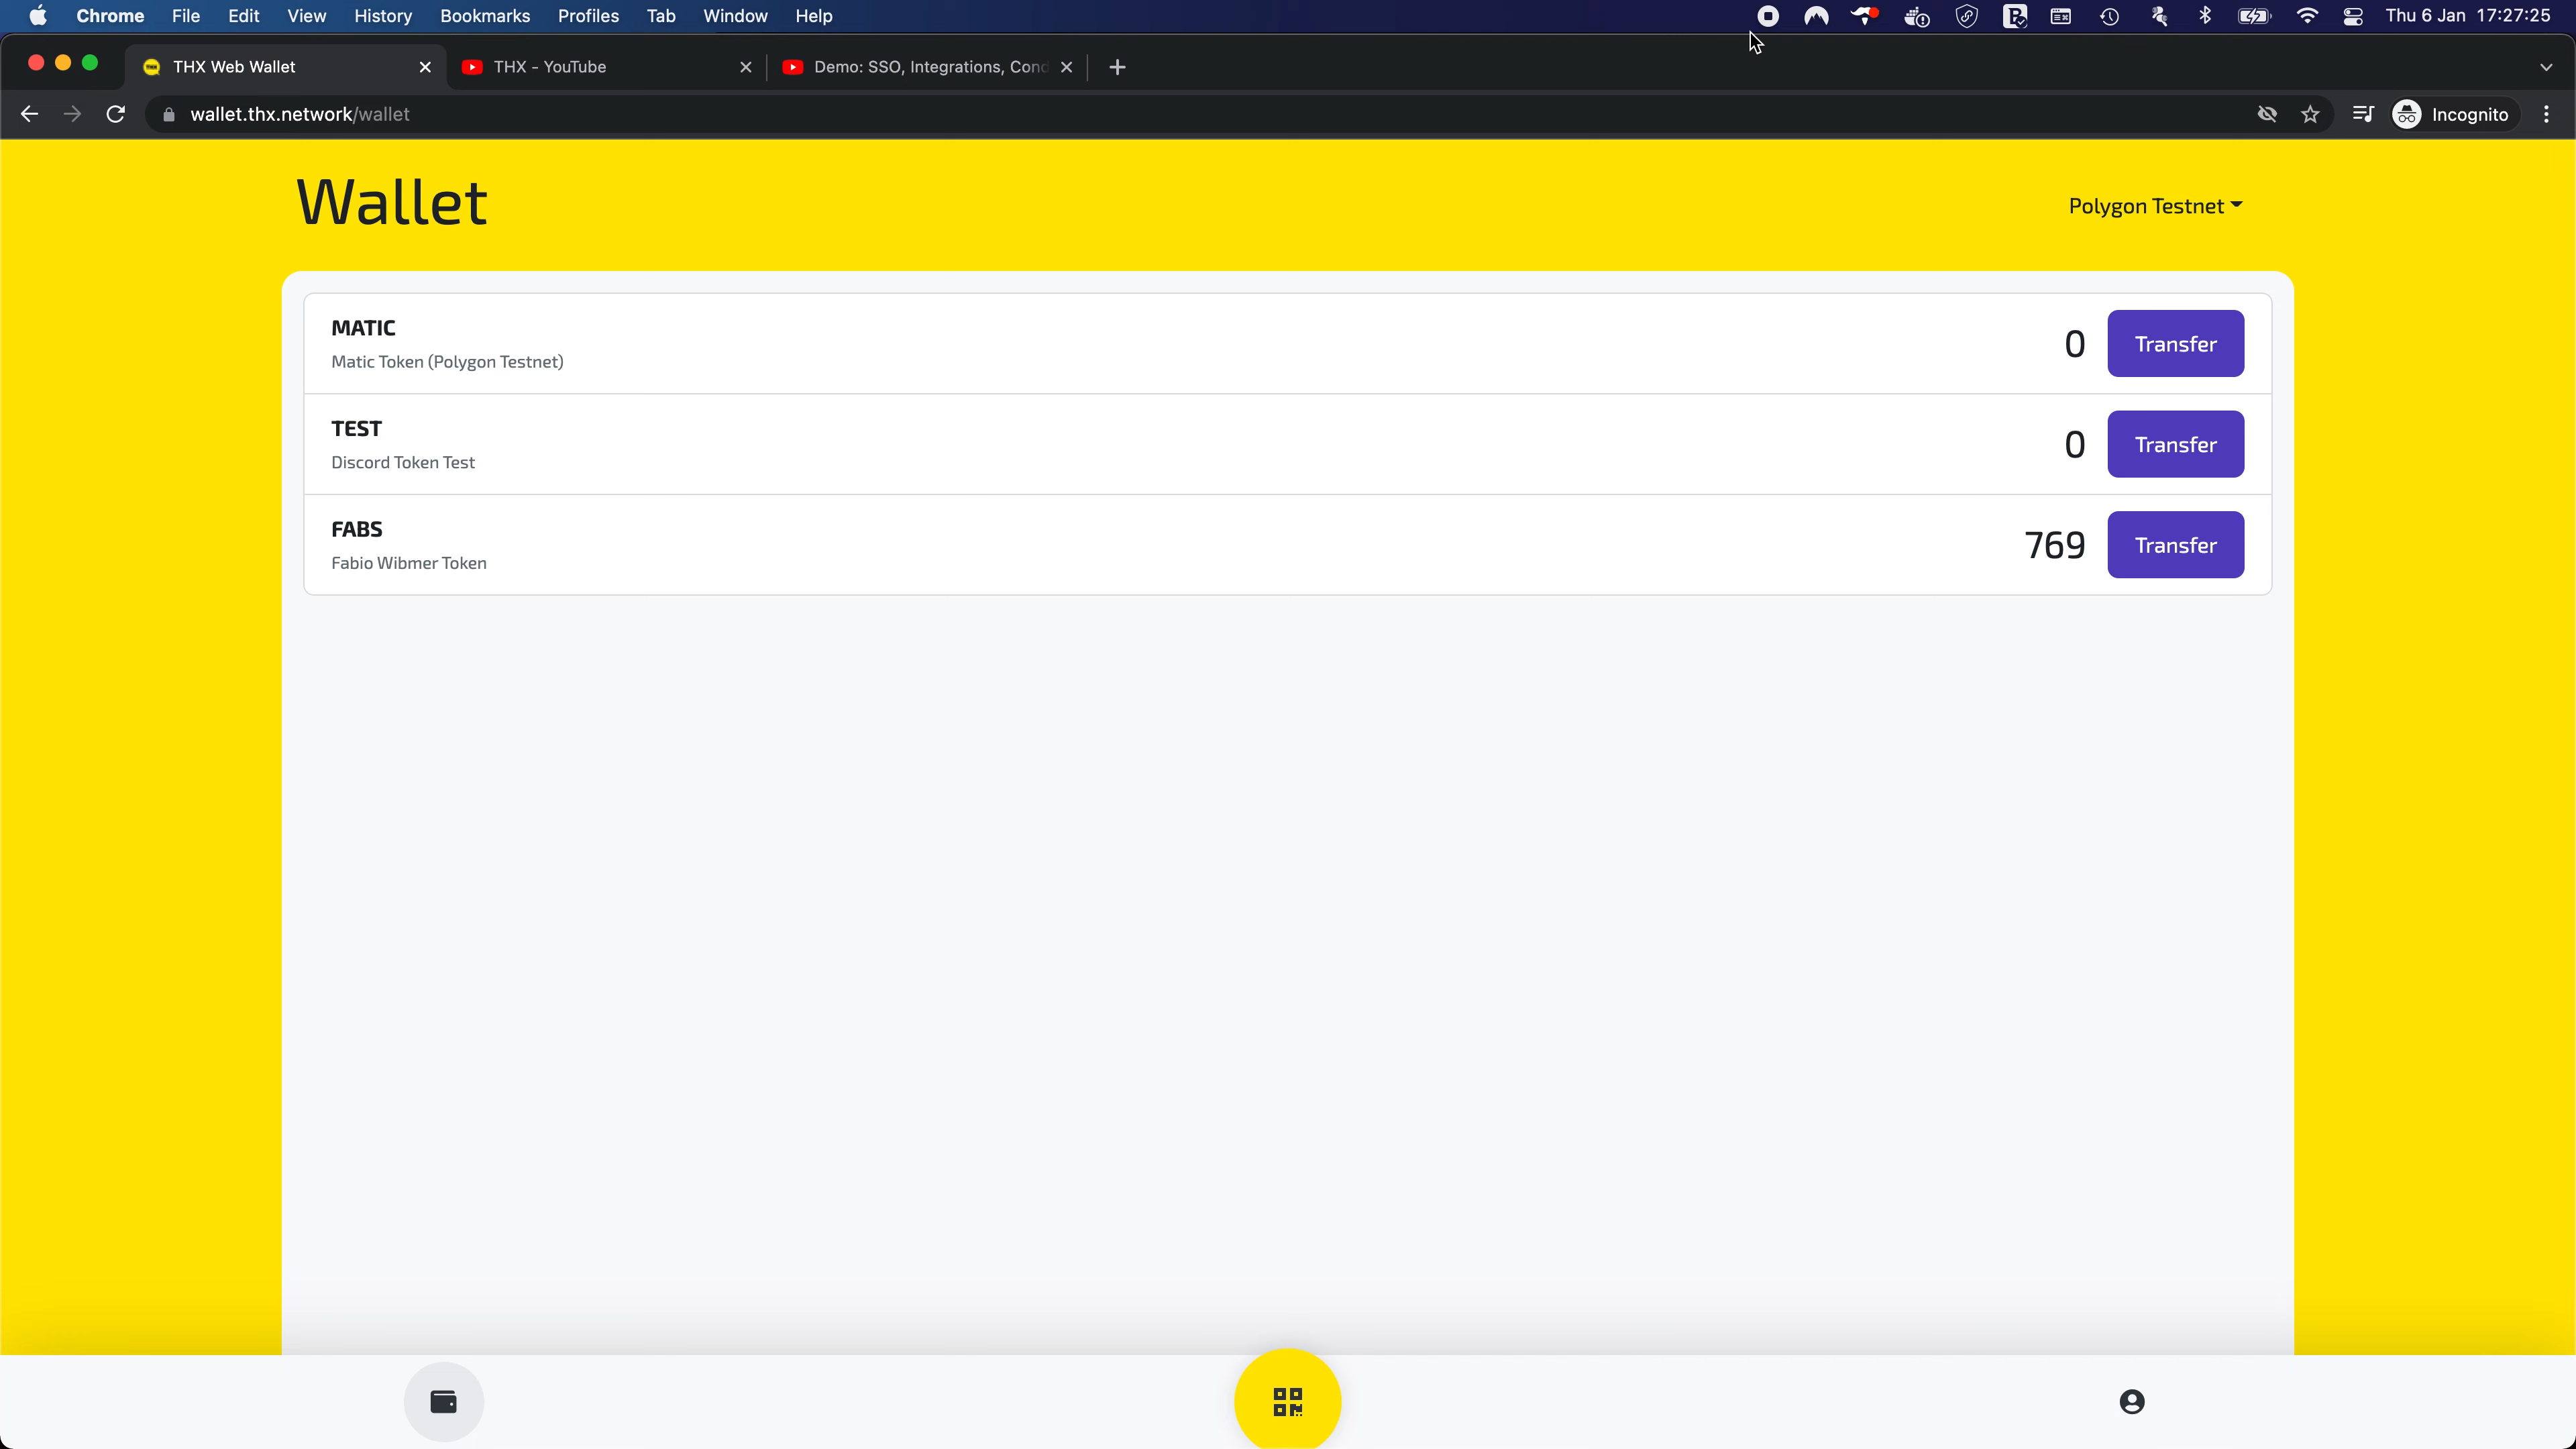 Chrome File Edit View History Bookmarks Profiles Tab Window Help Thu 6 Jan 17:27:25
THX Web Wallet THX - YouTube Demo: SSO, Integrations, Cond
wallet.thx.network/wallet Incognito
Wallet
Polygon Testnet
MATIC
Matic Token (Polygon Testnet)
0 Transfer
TEST
Discord Token Test
0 Transfer
FABS
Fabio Wibmer Token
769 Transfer